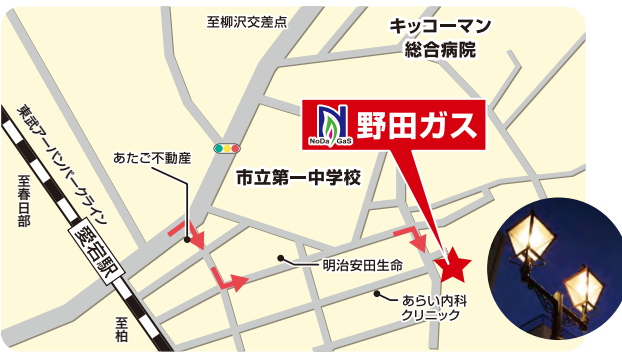 至柳沢交差点
キッコーマン
総合病院
NoDa GaS
野田ガス
東武アーバンパークライン
あたご不動産
市立第一中学校
至春日部
愛宕駅
明治安田生命
あらい内科
クリニック
至柏